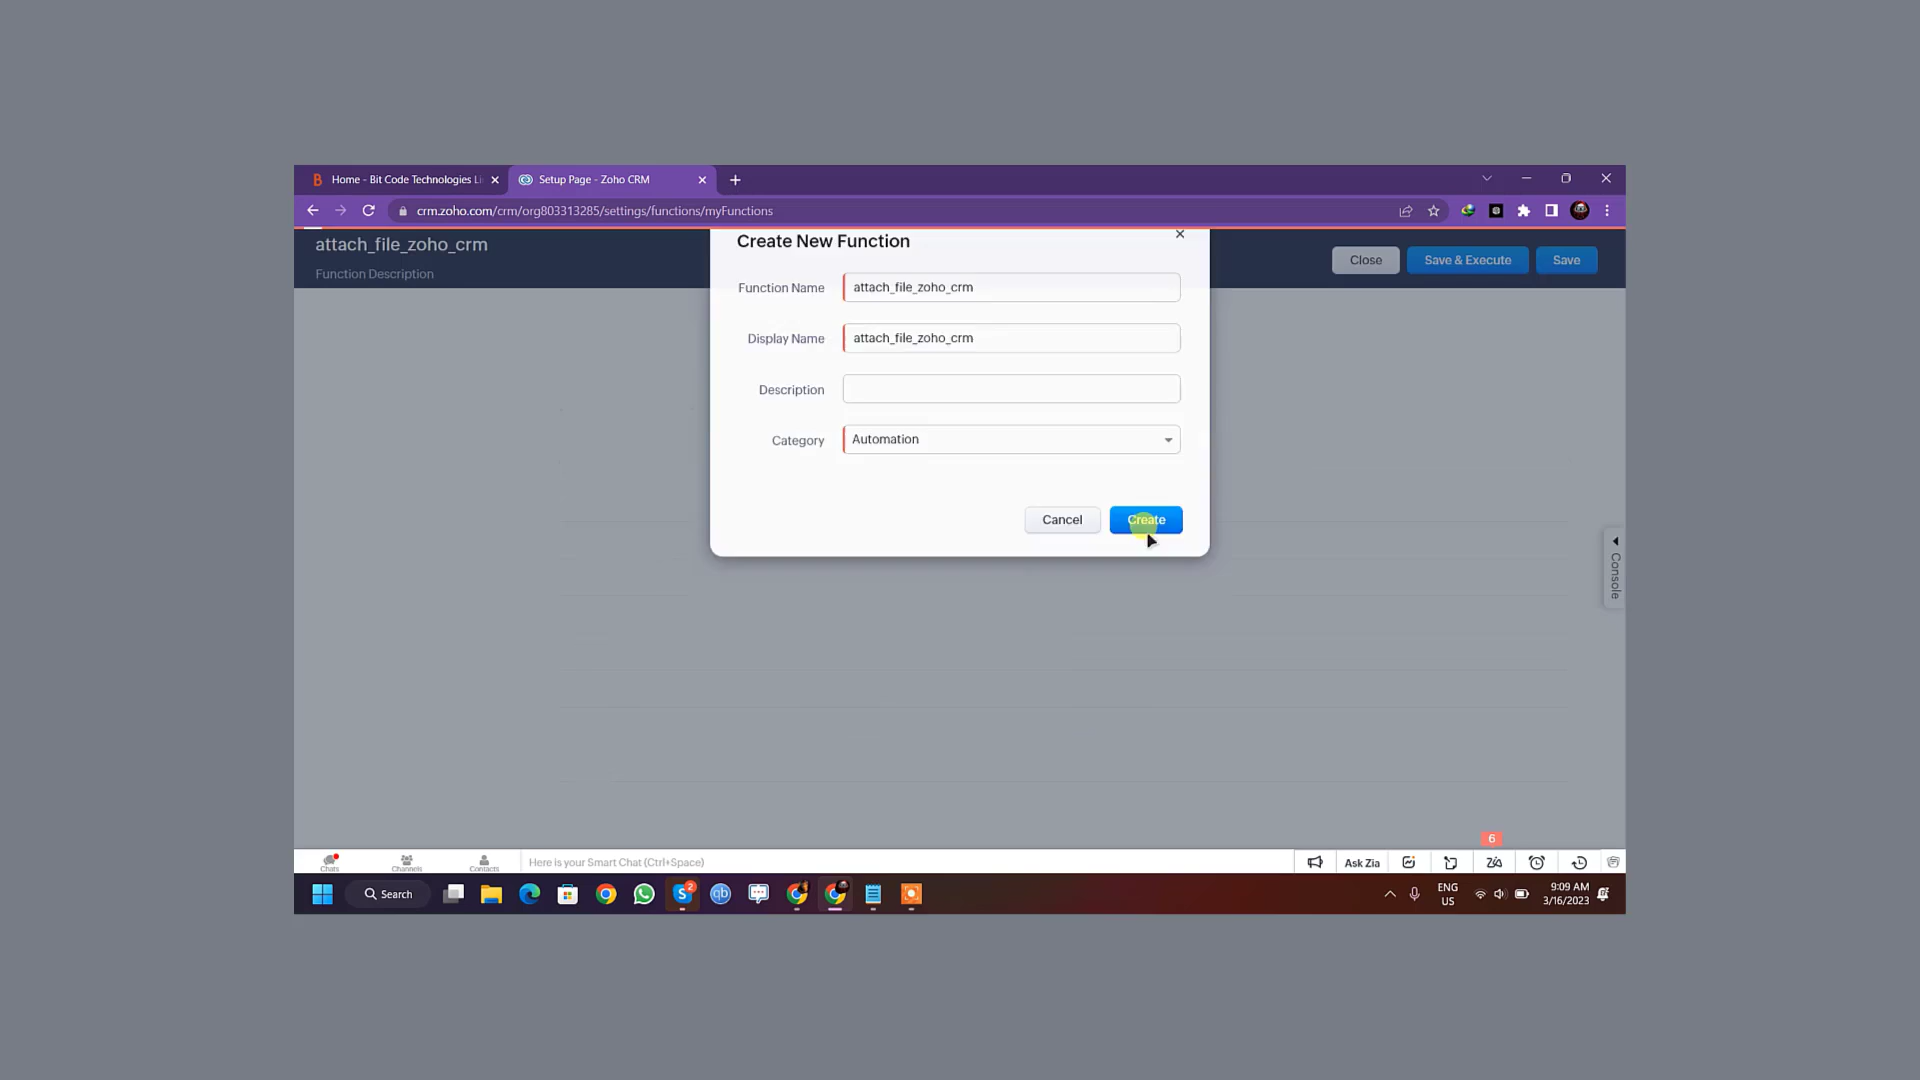 Home - Bit Code Technologies Li
Setup Page - Zoho CRM
crm.zoho.com/crm/org803313285/settings/functions/myFunctions
attach_file_zoho_crm
Function Description
Close
Save & Execute
Save
Create New Function
Function Name
attach_file_zoho_crm
Display Name
attach_file_zoho_crm
Description
Category
Automation
Cancel
Create
Console
6
Chats
Channels
Contacts
Here is your Smart Chat (Ctrl+Space)
Ask Zia
Search
2
qb
ENG
US
9:09 AM
3/16/2023